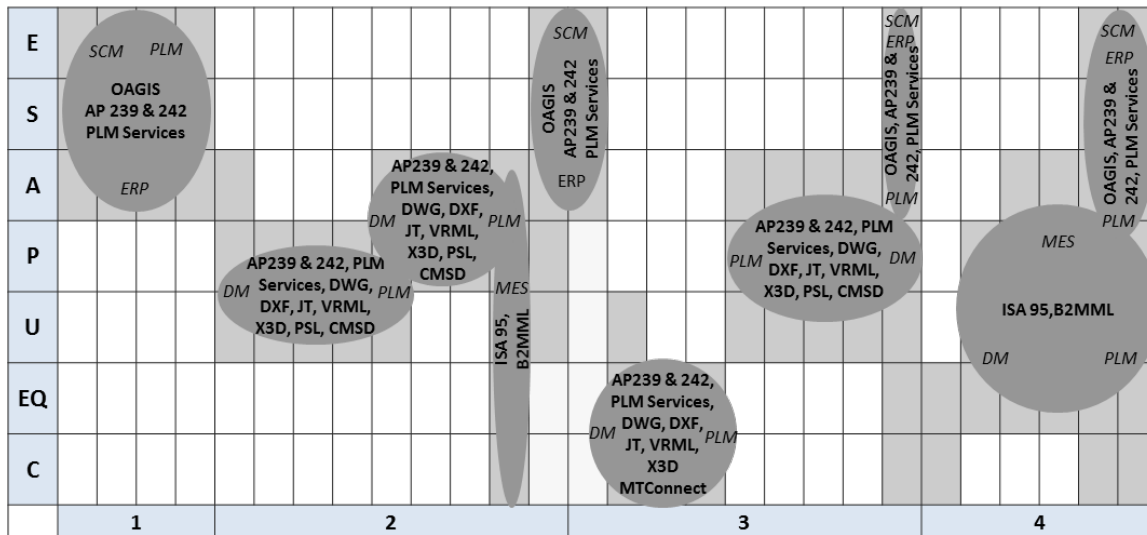 E
S
A
P
U
EQ
C
1
2
3
4
SCM PLM
OAGIS
AP 239 & 242
PLM Services
ERP
AP239 & 242, PLM
Services, DWG,
DM PLM
DXF, JT, VRML,
X3D, PSL, CMSD
AP239 & 242,
PLM Services,
DWG, DXF,
DM PLM
JT, VRML,
X3D, PSL,
CMSD
MES
ISA 95,
B2MML
SCM
OAGIS
AP239 & 242
PLM Services
ERP
AP239 & 242,
PLM Services,
DWG, DXF,
DM PLM
JT, VRML,
X3D
MTConnect
AP239 & 242, PLM
Services, DWG,
PLM DM
DXF, JT, VRML,
X3D, PSL, CMSD
SCM
ERP
OAGIS, AP239 &
242, PLM Services
PLM
SCM
ERP
OAGIS, AP239 &
242, PLM Services
PLM
MES
ISA 95,B2MML
DM PLM